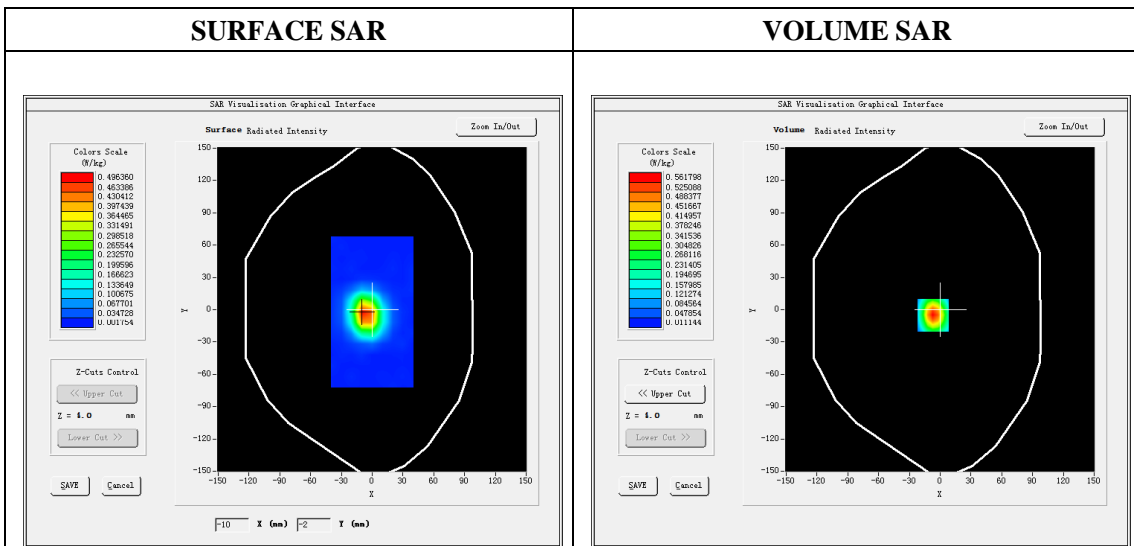 SURFACE SAR
VOLUME SAR
SAR Visualisation Graphical Interface
Surface Radiated Intensity
Zoom In/Out
Colors Scale
(W/kg)
0.496360
0.463386
0.430412
0.397439
0.364465
0.331491
0.298518
0.265544
0.232570
0.199596
0.166623
0.133649
0.100675
0.067701
0.034728
0.001754
150
120
90
60
30
0
-30
-60
-90
-120
-150
Y
-150 -120 -90 -60 -30 0 30 60 90 120 150
X
Z-Cuts Control
<< Upper Cut
Z = 4.0 mm
Lower Cut >>
SAVE Cancel
-10 X (mm) -2 Y (mm)
SAR Visualisation Graphical Interface
Volume Radiated Intensity
Zoom In/Out
Colors Scale
(W/kg)
0.561798
0.525088
0.488377
0.451667
0.414957
0.378246
0.341536
0.304826
0.268116
0.231405
0.194695
0.157985
0.121274
0.084564
0.047854
0.011144
150
120
90
60
30
0
-30
-60
-90
-120
-150
Y
-150 -120 -90 -60 -30 0 30 60 90 120 150
X
Z-Cuts Control
<< Upper Cut
Z = 4.0 mm
Lower Cut >>
SAVE Cancel